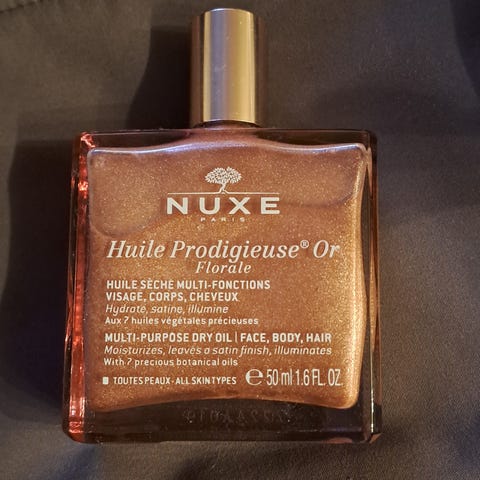 NUXE
PARIS
Huile Prodigieuse® Or
Florale
HUILE SÈCHE MULTI-FONCTIONS
VISAGE, CORPS, CHEVEUX
Hydrate, satine, illumine
Aux 7 huiles végétales précieuses
MULTI-PURPOSE DRY OIL | FACE, BODY, HAIR
Moisturizes, leaves a satin finish, illuminates
With 7 precious botanical oils
TOUTES PEAUX - ALL SKIN TYPES ℮ 50 ml 1.6 FL. OZ.